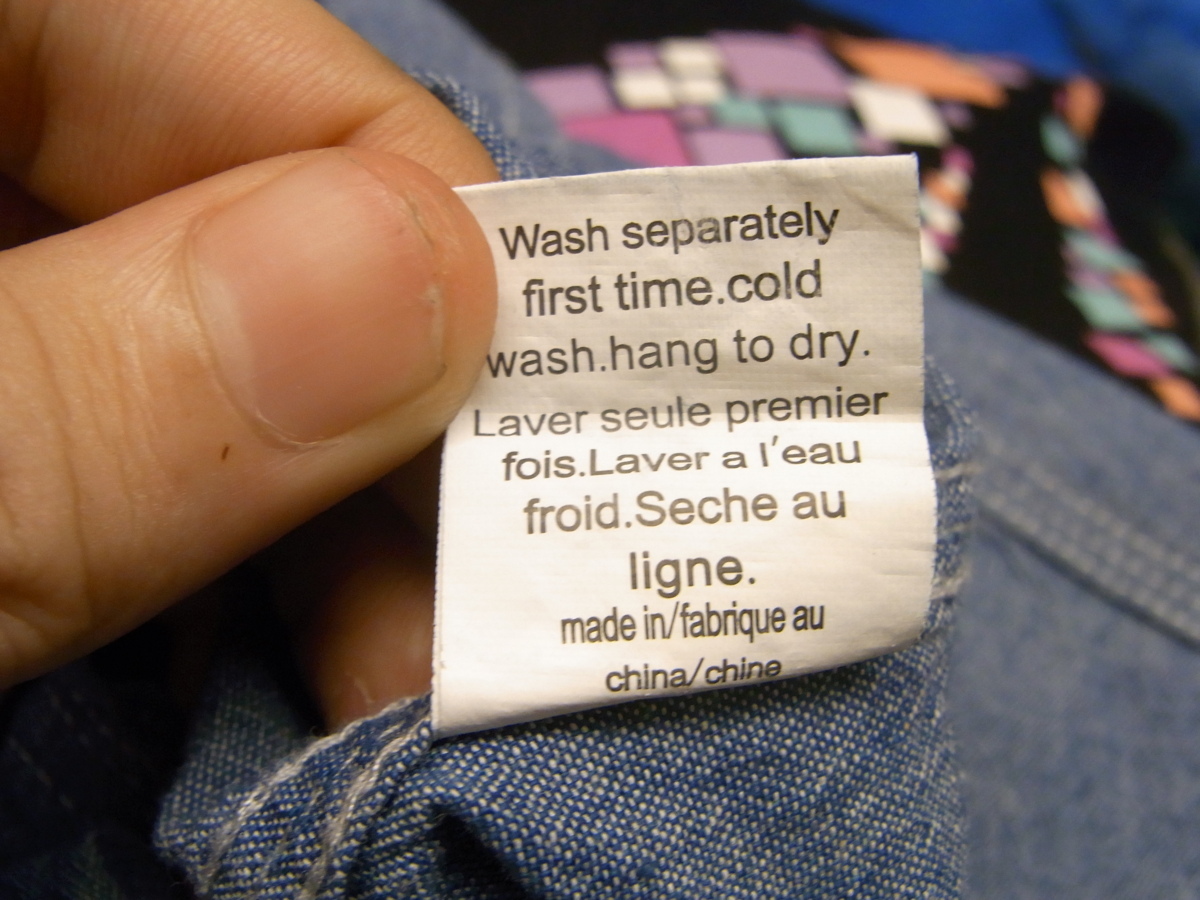 Wash separately
first time.cold
wash.hang to dry.
Laver seule premier
fois.Laver a l'eau
froid.Seche au
ligne.
made in/fabrique au
china/chine